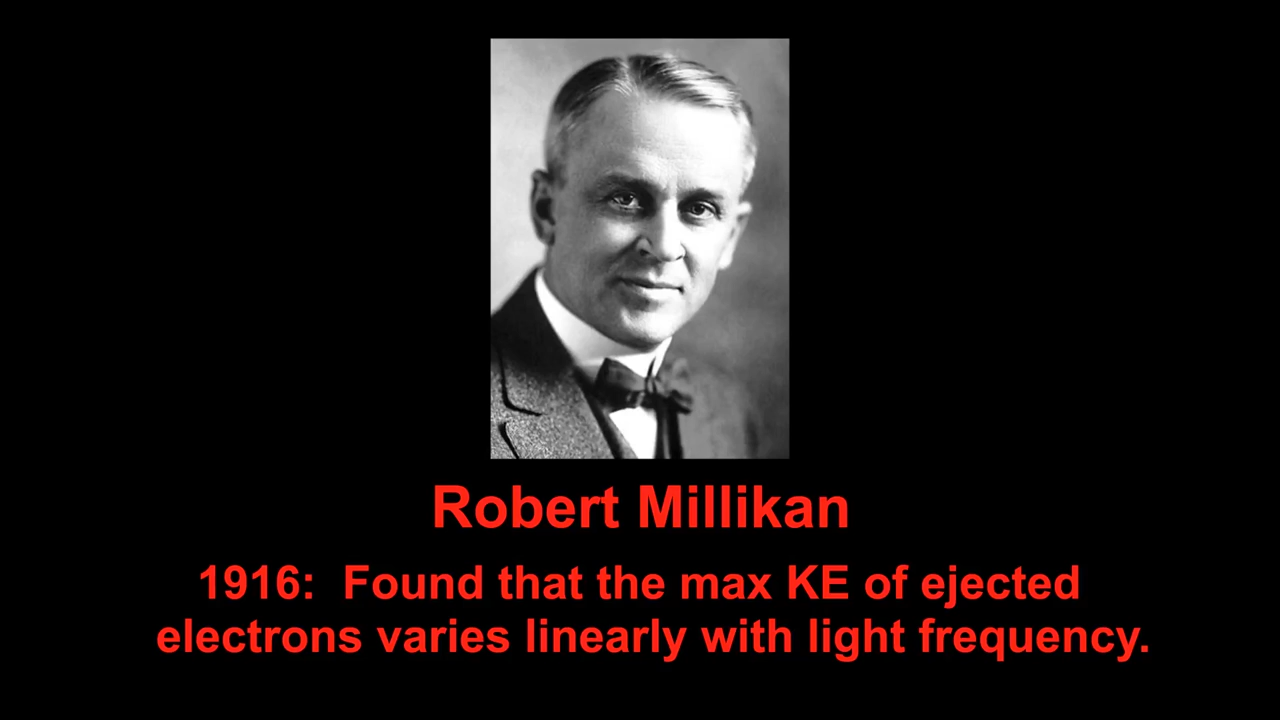 Robert Millikan
1916:  Found that the max KE of ejected
electrons varies linearly with light frequency.